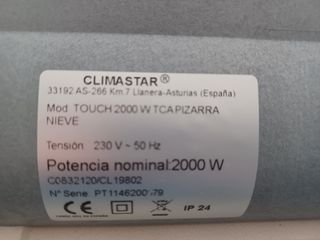 CLIMASTAR®
33192 AS-266 Km.7 Llanera-Asturias (España)
Mod TOUCH 2000 W TCA PIZARRA
NIEVE
Tensión 230 V ~ 50 Hz
Potencia nominal:2000 W
C0832120/CL19802
Nº Serie. PT1146200-79
CE IP 24